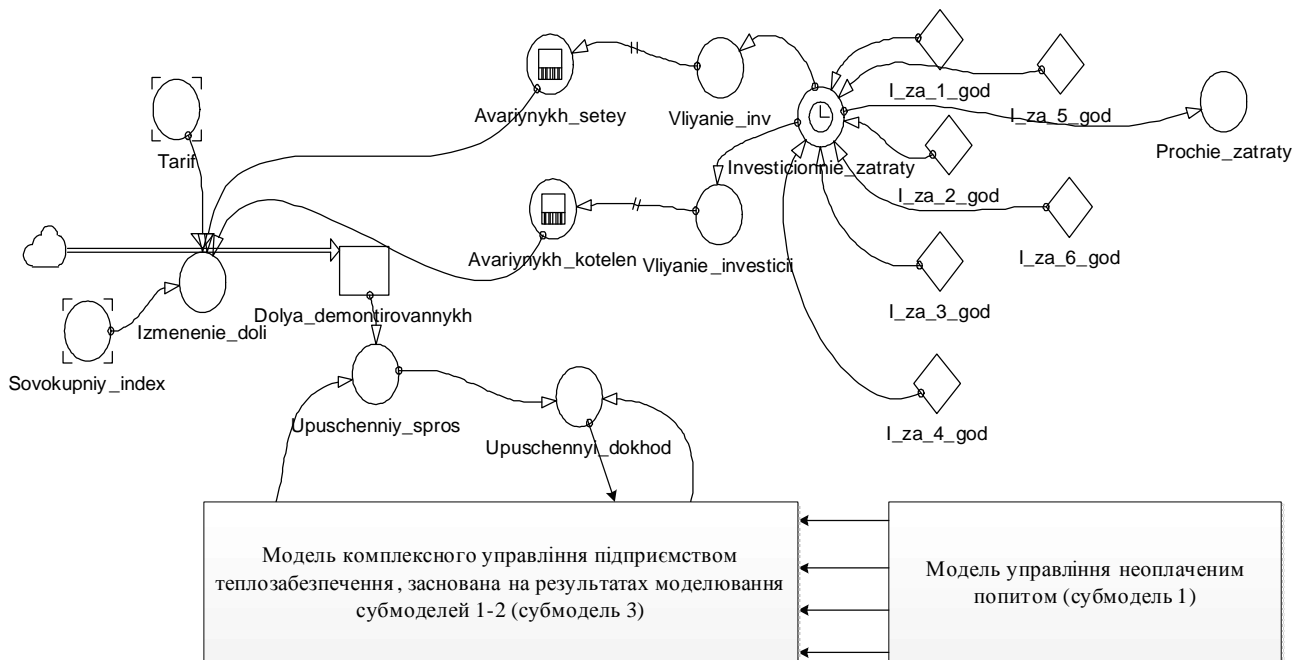 I_za_1_god
I_za_5_god
Avariynykh_setey
Vliyanie_inv
Tarif
Investicionnie_zatraty
Prochie_zatraty
I_za_2_god
Avariynykh_kotelen
Vliyanie_investicii
I_za_6_god
I_za_3_god
Dolya_demontirovannykh
Izmenenie_doli
Sovokupniy_index
Upuschenniy_spros
I_za_4_god
Upuschennyi_dokhod
Модель комплексного управління підприємством
теплозабезпечення , заснована на результатах моделювання
субмоделей 1-2 (субмодель 3)
Модель управління неоплаченим
попитом (субмодель 1)